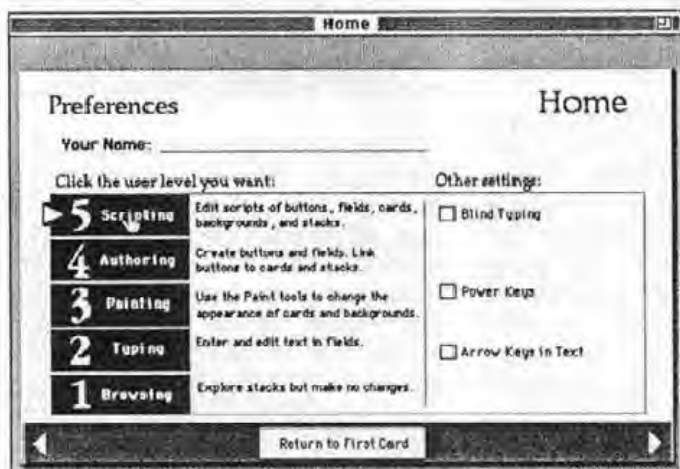 Home
Preferences
Home
Your Name:
Click the user level you want:
Other settings:
5 Scripting
Edit scripts of buttons, fields, cards,
backgrounds, and stacks.
Blind Typing
4 Authoring
Create buttons and fields. Link
buttons to cards and stacks.
3 Painting
Use the Paint tools to change the
appearance of cards and backgrounds.
Power Keys
2 Typing
Enter and edit text in fields.
Arrow Keys in Text
1 Browsing
Explore stacks but make no changes.
Return to First Card